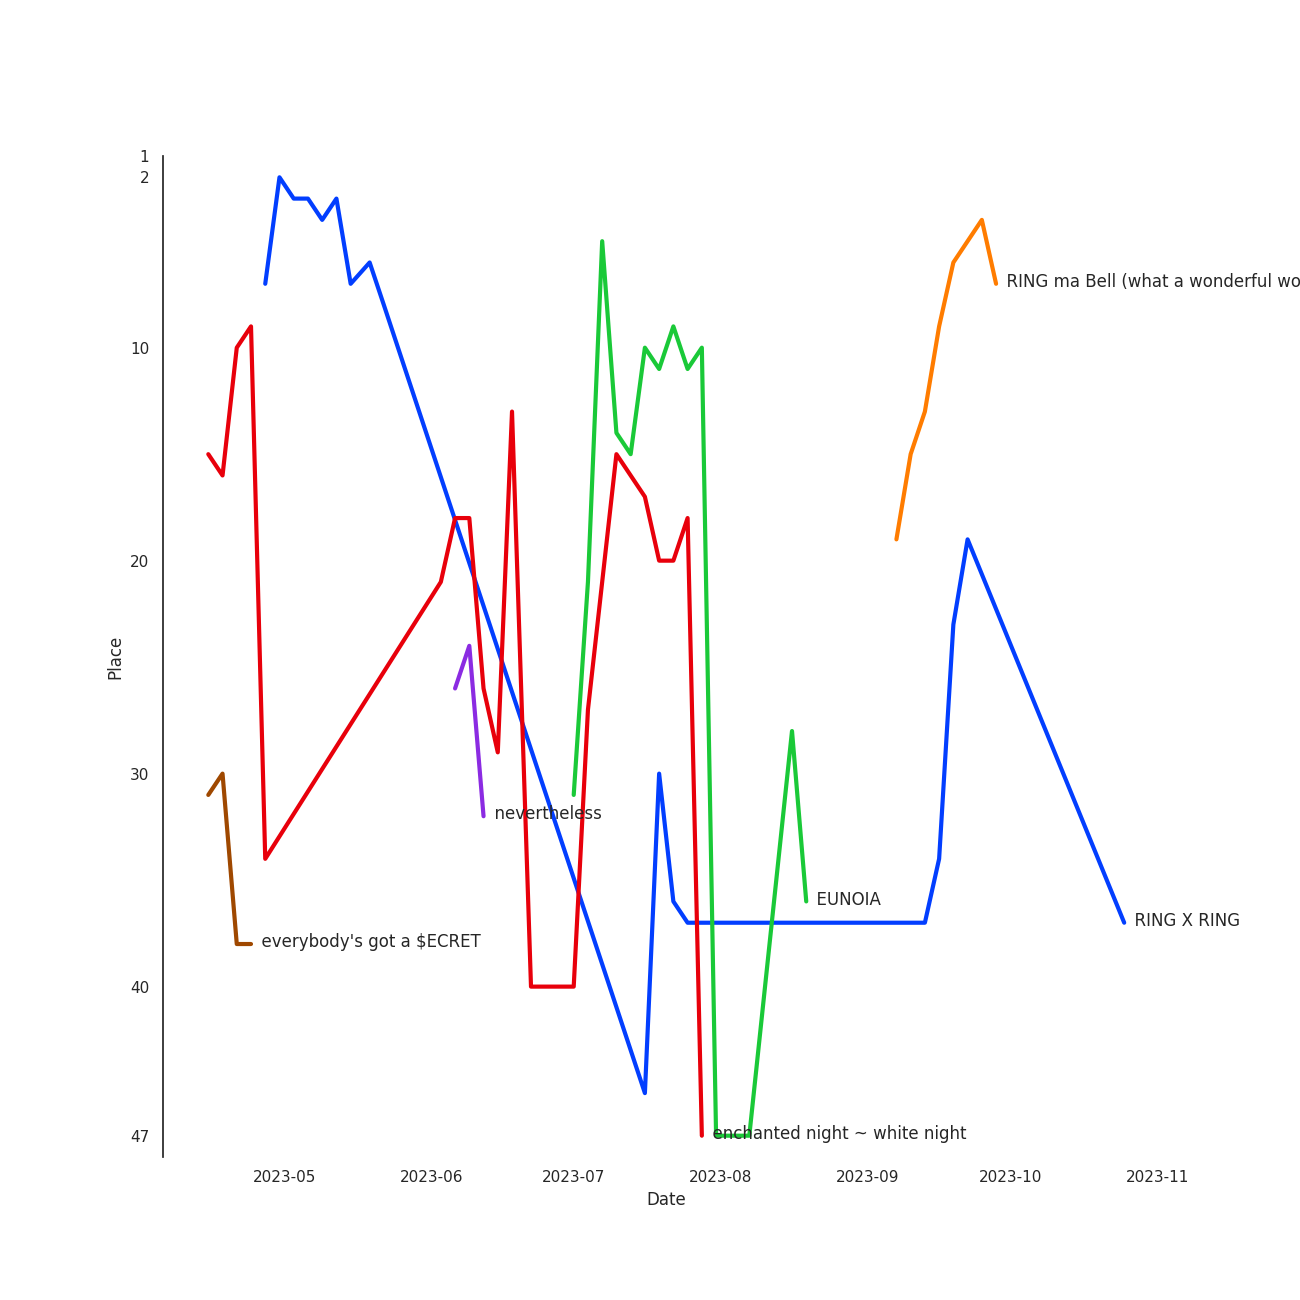 1
2
10
20
30
40
47
Place
RING ma Bell (what a wonderful wo
nevertheless
EUNOIA
RING X RING
everybody's got a $ECRET
enchanted night ~ white night
2023-05
2023-06
2023-07
2023-08
2023-09
2023-10
2023-11
Date